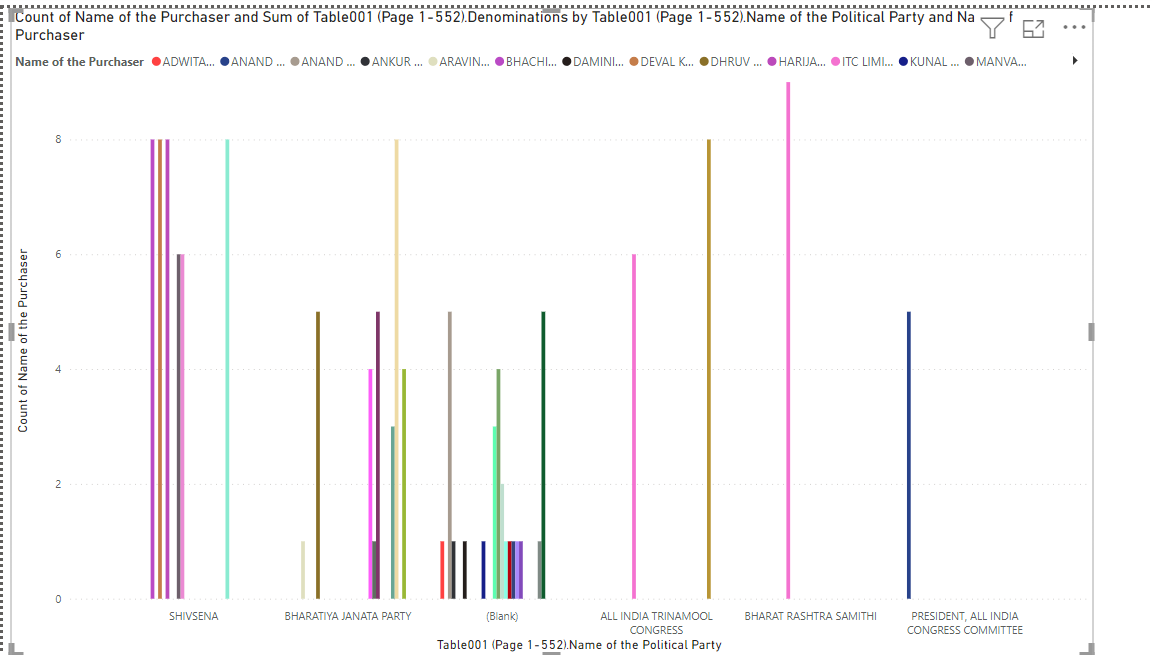 Count of Name of the Purchaser and Sum of Table001 (Page 1-552).Denominations by Table001 (Page 1-552).Name of the Political Party and Na f
Purchaser
Name of the Purchaser ADWITA... ANAND ... ANAND ... ANKUR ... ARAVIN... BHACHI... DAMINI... DEVAL K... DHRUV ... HARIJA... ITC LIMI... KUNAL ... MANVA...
8
6
4
2
0
Count of Name of the Purchaser
SHIVSENA BHARATIYA JANATA PARTY (Blank) ALL INDIA TRINAMOOL BHARAT RASHTRA SAMITHI PRESIDENT, ALL INDIA
CONGRESS CONGRESS COMMITTEE
Table001 (Page 1-552).Name of the Political Party